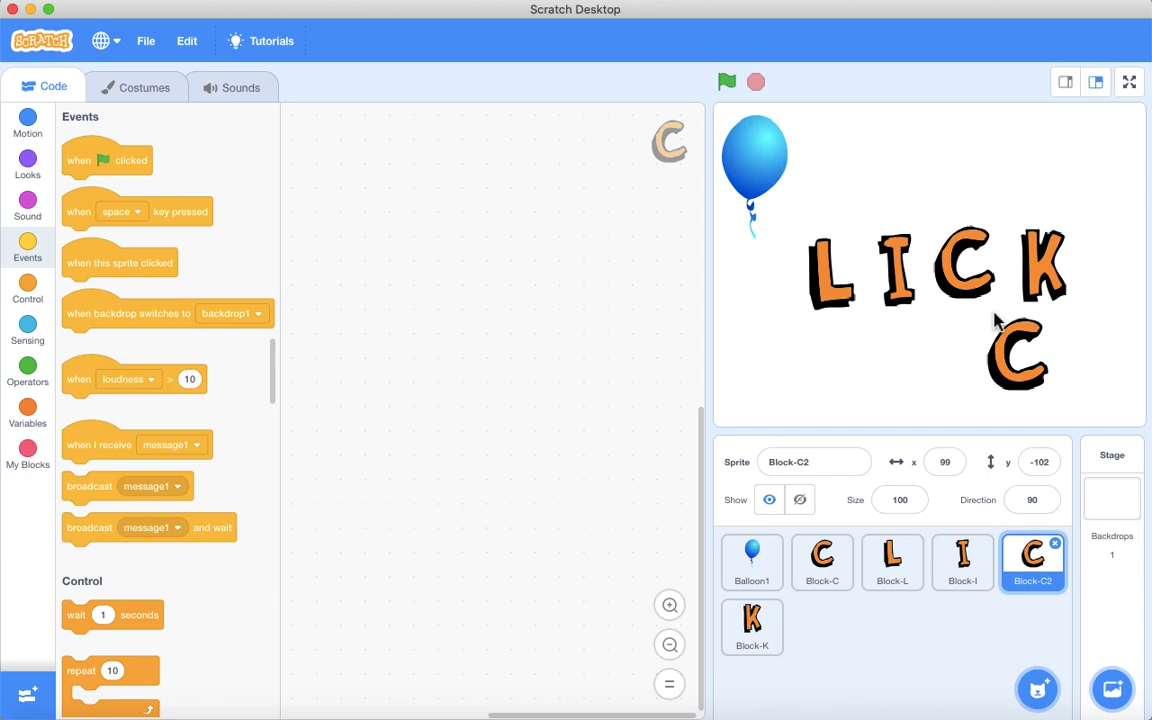 Scratch Desktop
SCRATCH File Edit Tutorials
Code Costumes Sounds
Motion
Looks
Sound
Events
Control
Sensing
Operators
Variables
My Blocks
Events
when clicked
when space key pressed
when this sprite clicked
when backdrop switches to backdrop1
when loudness > 10
when I receive message1
broadcast message1
broadcast message1 and wait
Control
wait 1 seconds
repeat 10
C
L I C K
C
Sprite Block-C2 x 99 y -102
Show Size 100 Direction 90
C L I C
Balloon1 Block-C Block-L Block-I Block-C2
K
Block-K
Stage
Backdrops
1